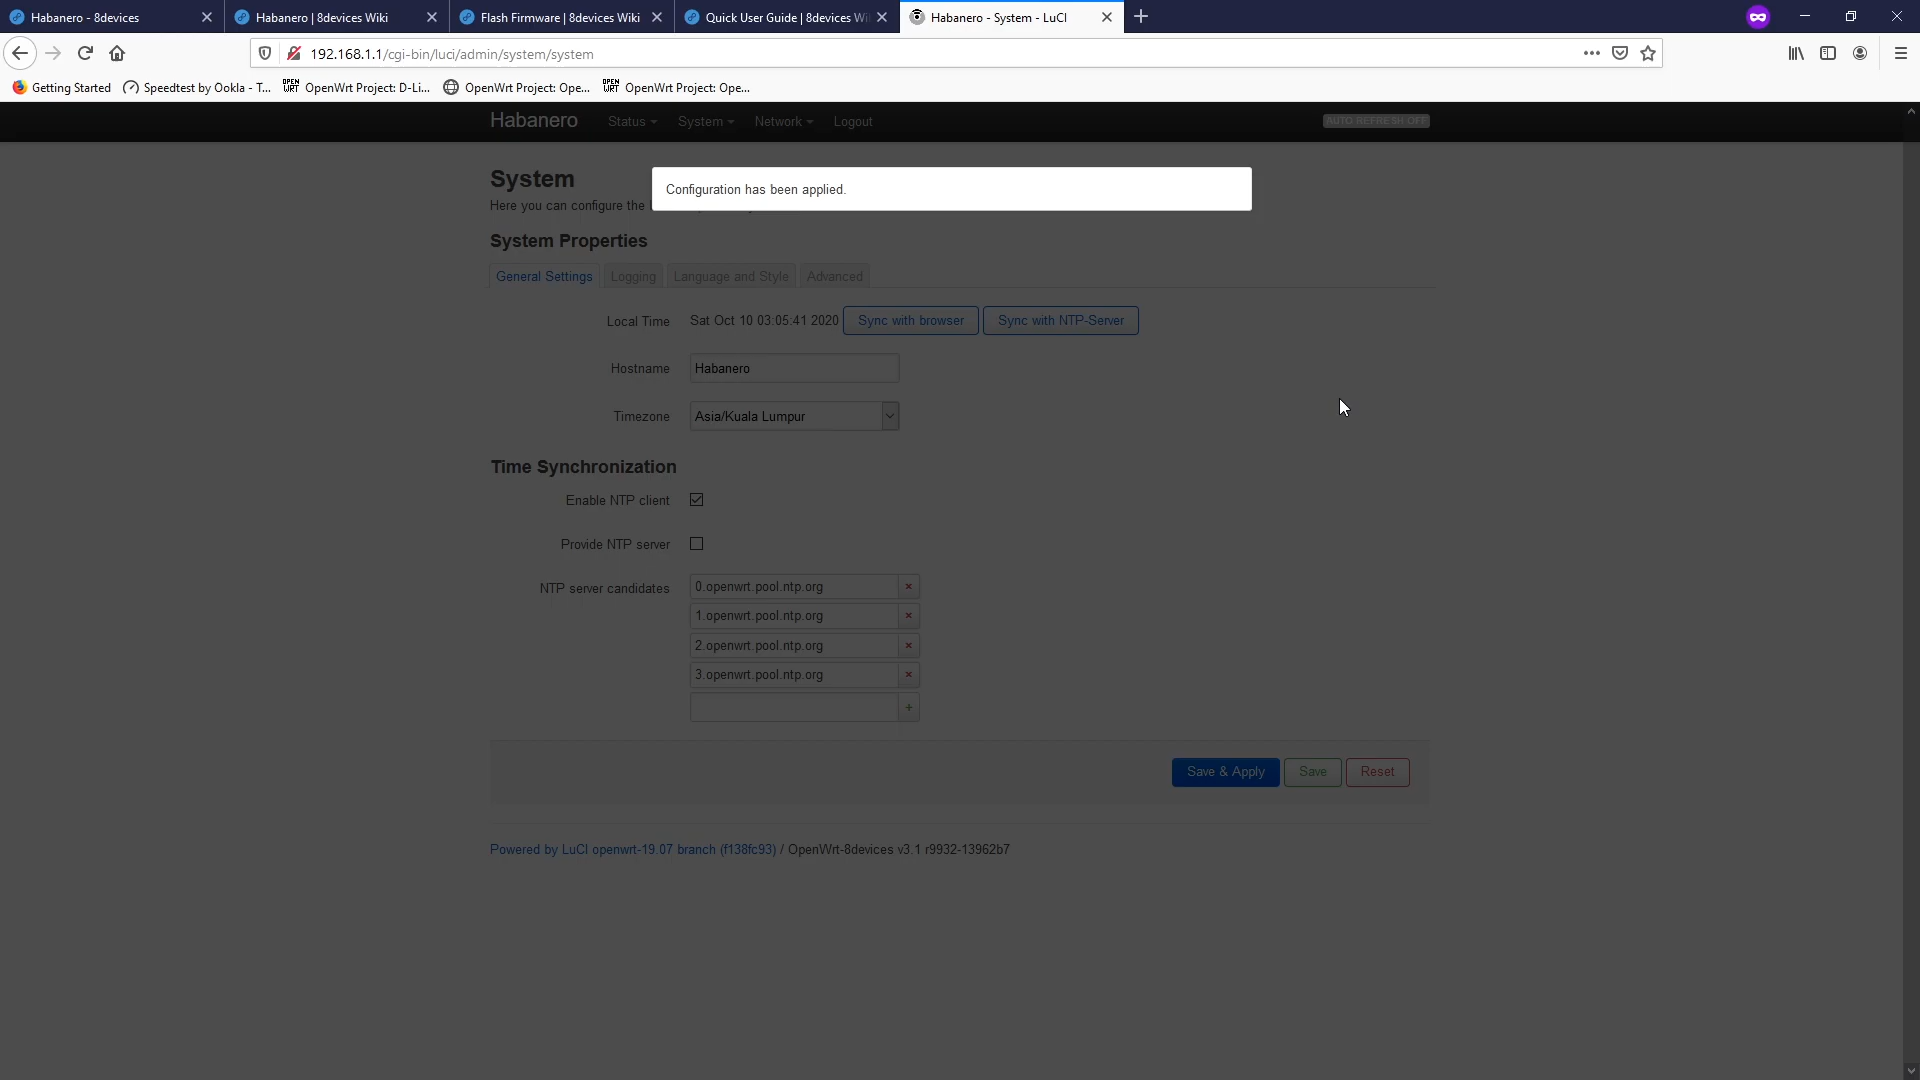 Habanero - 8devices
Habanero | 8devices Wiki
Flash Firmware | 8devices Wiki
Quick User Guide | 8devices Wi
Habanero - System - LuCI
192.168.1.1/cgi-bin/luci/admin/system/system
Getting Started
Speedtest by Ookla - T...
OPEN WRT OpenWrt Project: D-Li...
OpenWrt Project: Ope...
OPEN WRT OpenWrt Project: Ope...
Habanero
Status
System
Network
Logout
AUTO REFRESH OFF
System
Configuration has been applied.
Here you can configure the
System Properties
General Settings
Logging
Language and Style
Advanced
Local Time
Sat Oct 10 03:05:41 2020
Sync with browser
Sync with NTP-Server
Hostname
Habanero
Timezone
Asia/Kuala Lumpur
Time Synchronization
Enable NTP client
Provide NTP server
NTP server candidates
0.openwrt.pool.ntp.org
1.openwrt.pool.ntp.org
2.openwrt.pool.ntp.org
3.openwrt.pool.ntp.org
Save & Apply
Save
Reset
Powered by LuCI openwrt-19.07 branch (f138fc93) / OpenWrt-8devices v3.1 r9932-13962b7